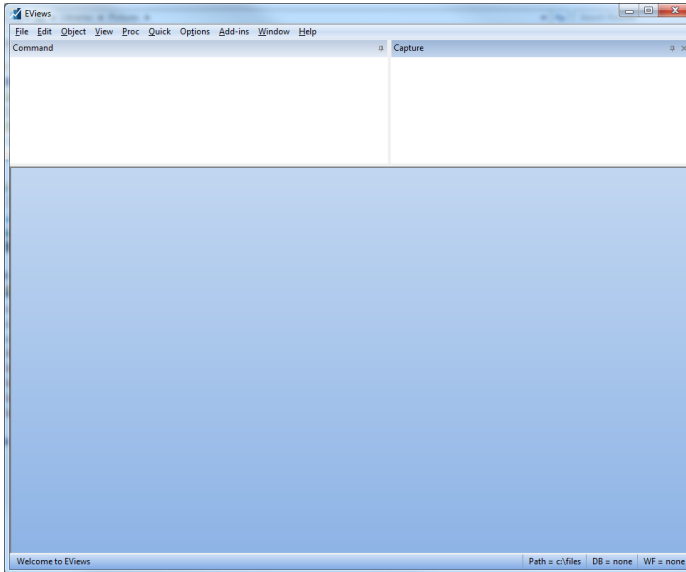 EViews
File Edit Object View Proc Quick Options Add-ins Window Help
Command Capture
Welcome to EViews Path = c:\files DB = none WF = none